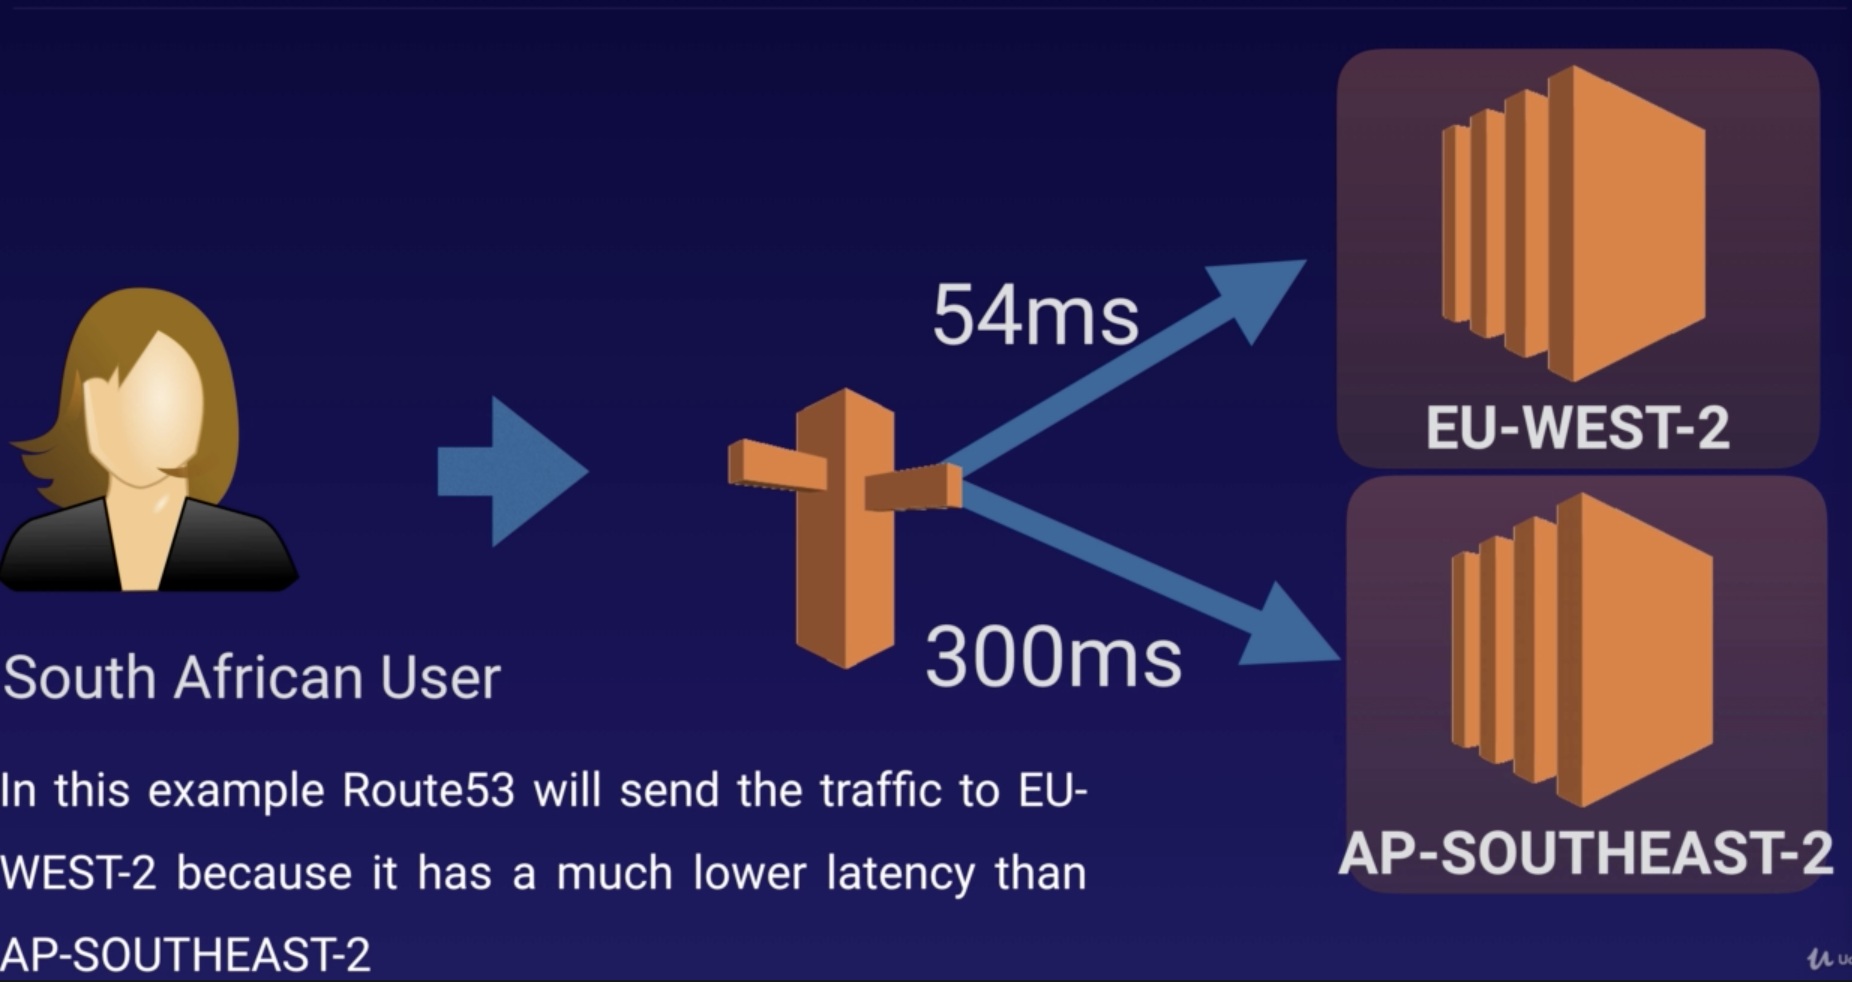 54ms
EU-WEST-2
300ms
South African User
In this example Route53 will send the traffic to EU-
WEST-2 because it has a much lower latency than
AP-SOUTHEAST-2
AP-SOUTHEAST-2